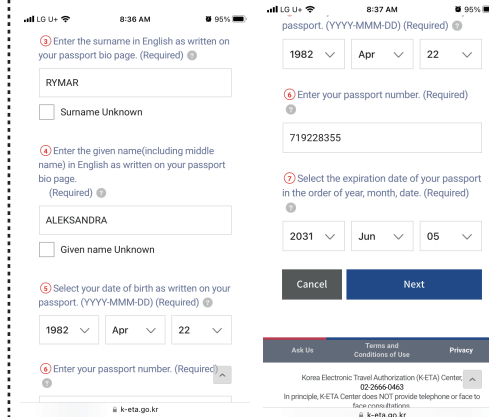 LG U+
8:36 AM
95%
③ Enter the surname in English as written on
your passport bio page. (Required) ?
RYMAR
Surname Unknown
④ Enter the given name(including middle
name) in English as written on your passport
bio page.
(Required) ?
ALEKSANDRA
Given name Unknown
⑤ Select your date of birth as written on your
passport. (YYYY-MMM-DD) (Required) ?
1982
Apr
22
⑥ Enter your passport number. (Required)
?
k-eta.go.kr
LG U+
8:37 AM
95%
passport. (YYYY-MMM-DD) (Required) ?
1982
Apr
22
⑥ Enter your passport number. (Required)
?
719228355
⑦ Select the expiration date of your passport
in the order of year, month, date. (Required)
?
2031
Jun
05
Cancel
Next
Ask Us
Terms and
Conditions of Use
Privacy
Korea Electronic Travel Authorization (K-ETA) Center,
02-2666-0463
In principle, K-ETA Center does NOT provide telephone or face to
face consultations
k-eta.go.kr